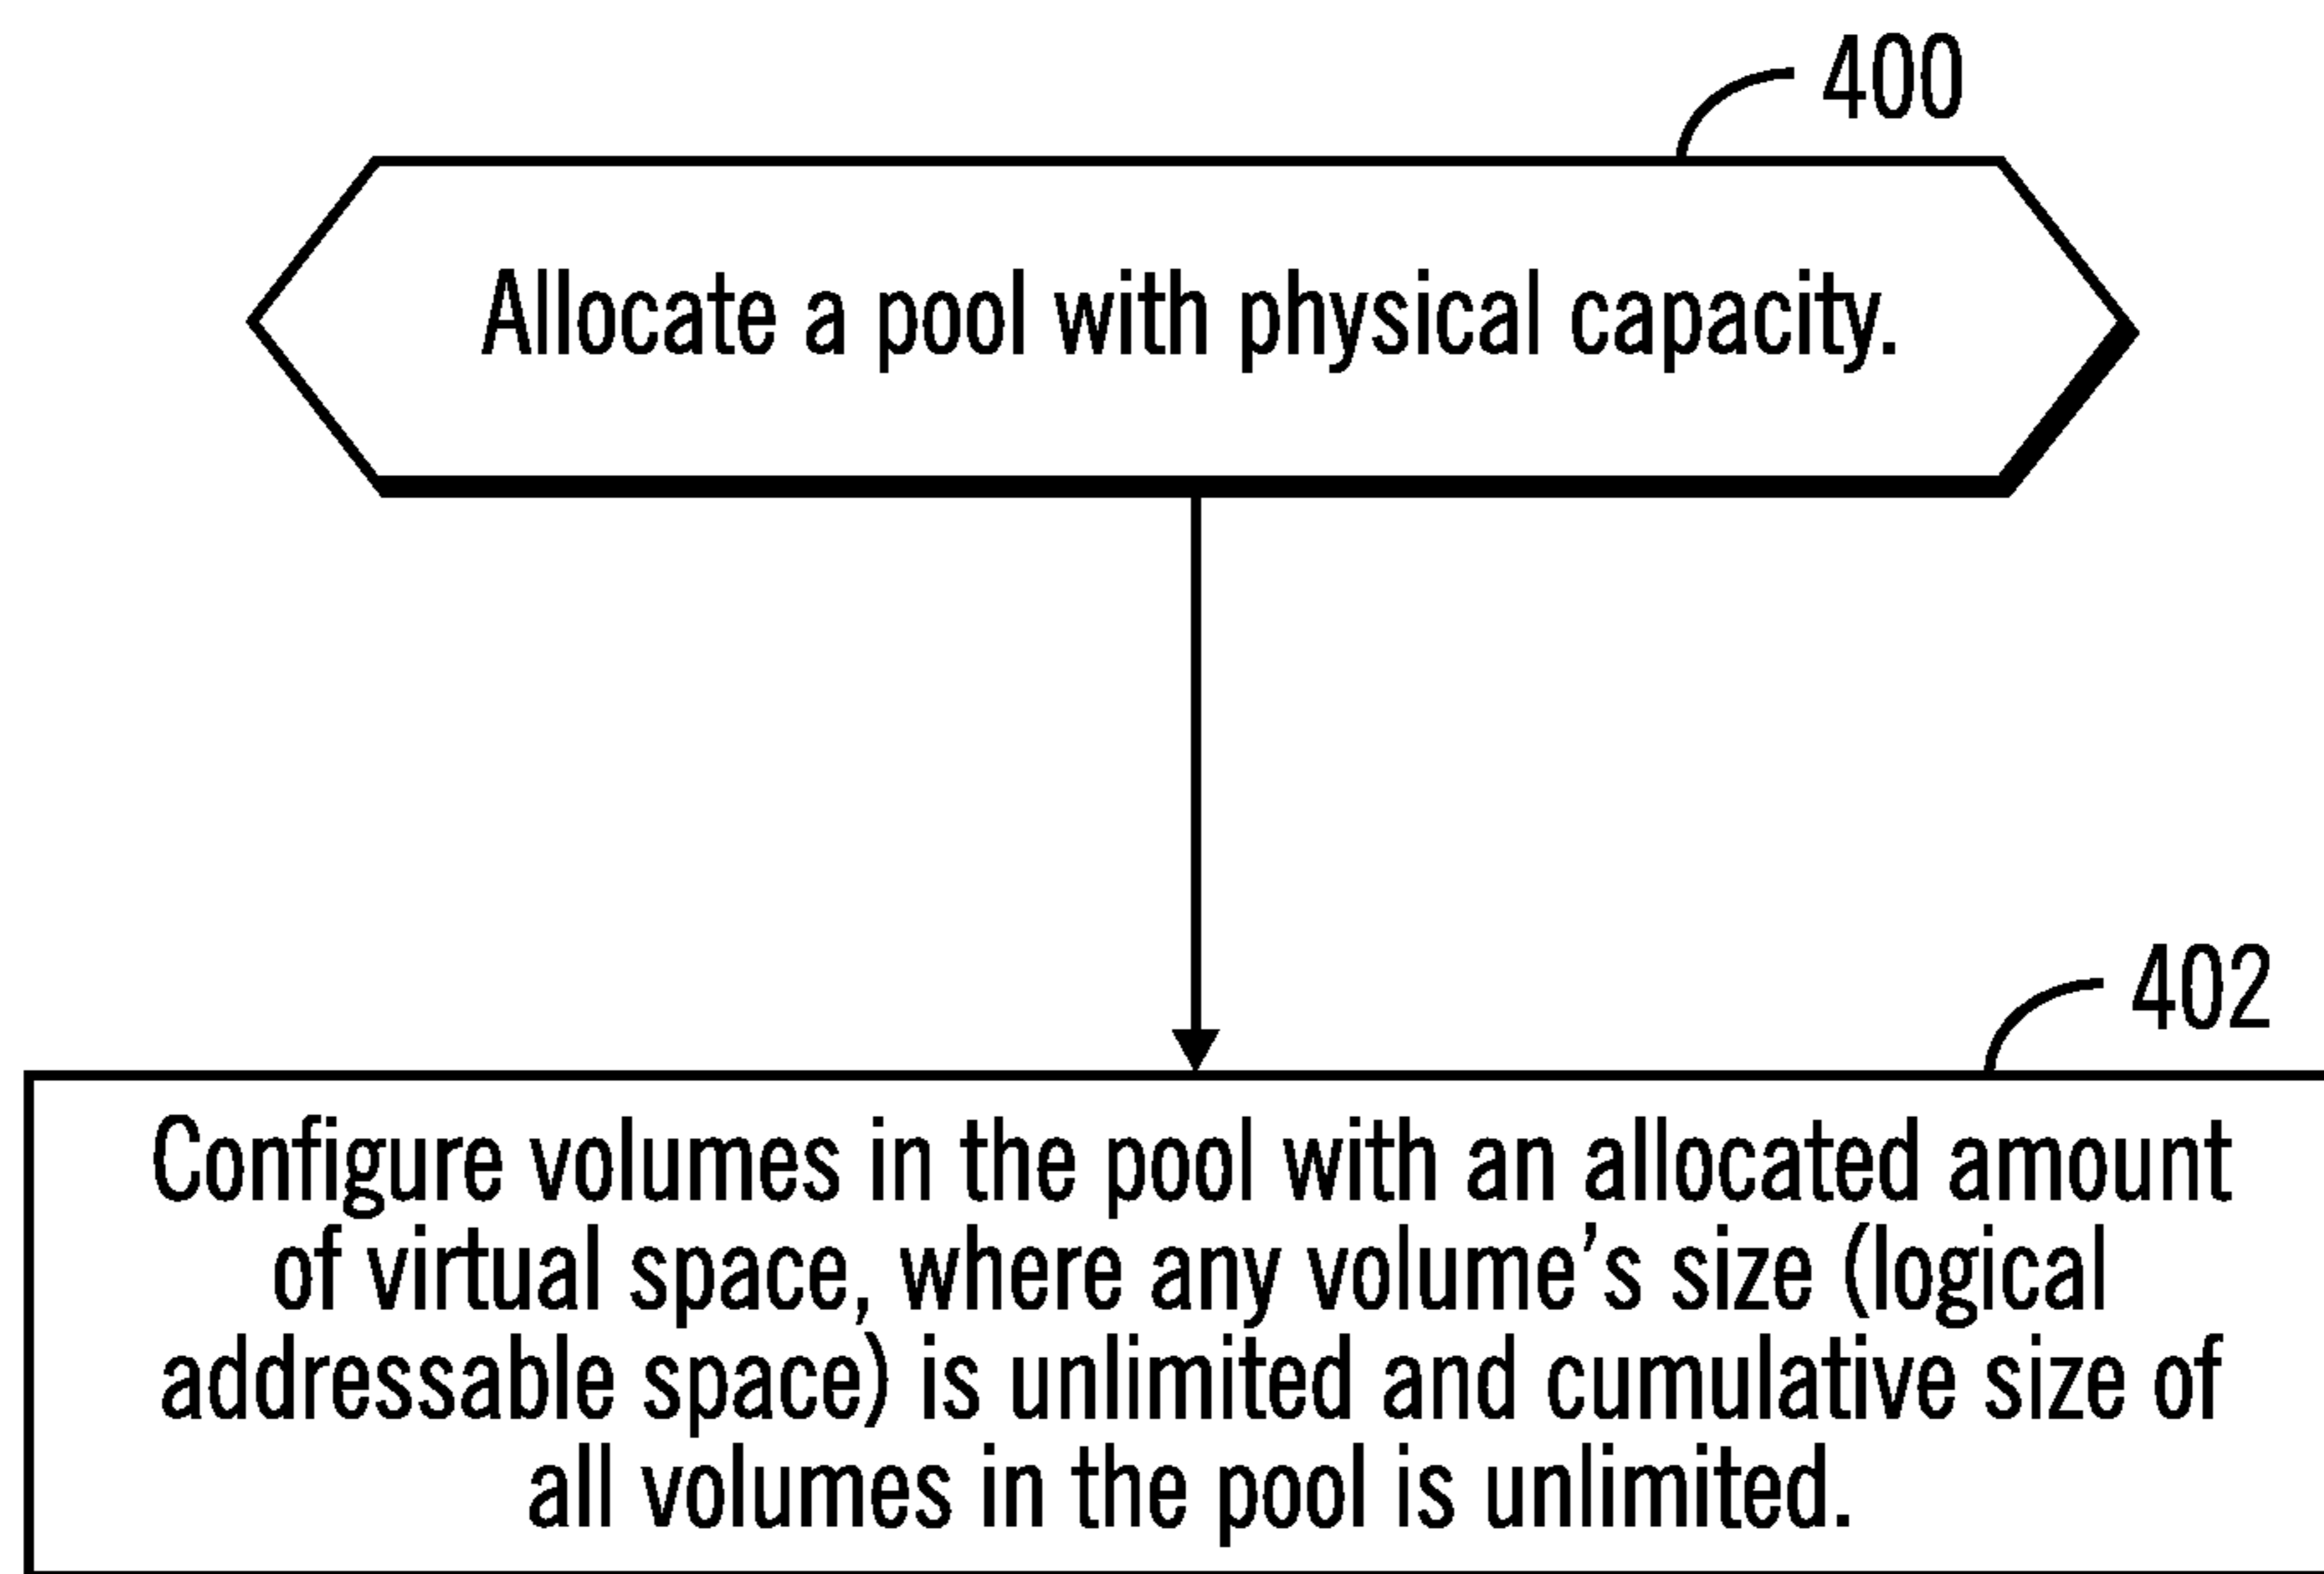 400
Allocate a pool with physical capacity.
402
Configure volumes in the pool with an allocated amount
of virtual space, where any volume’s size (logical
addressable space) is unlimited and cumulative size of
all volumes in the pool is unlimited.